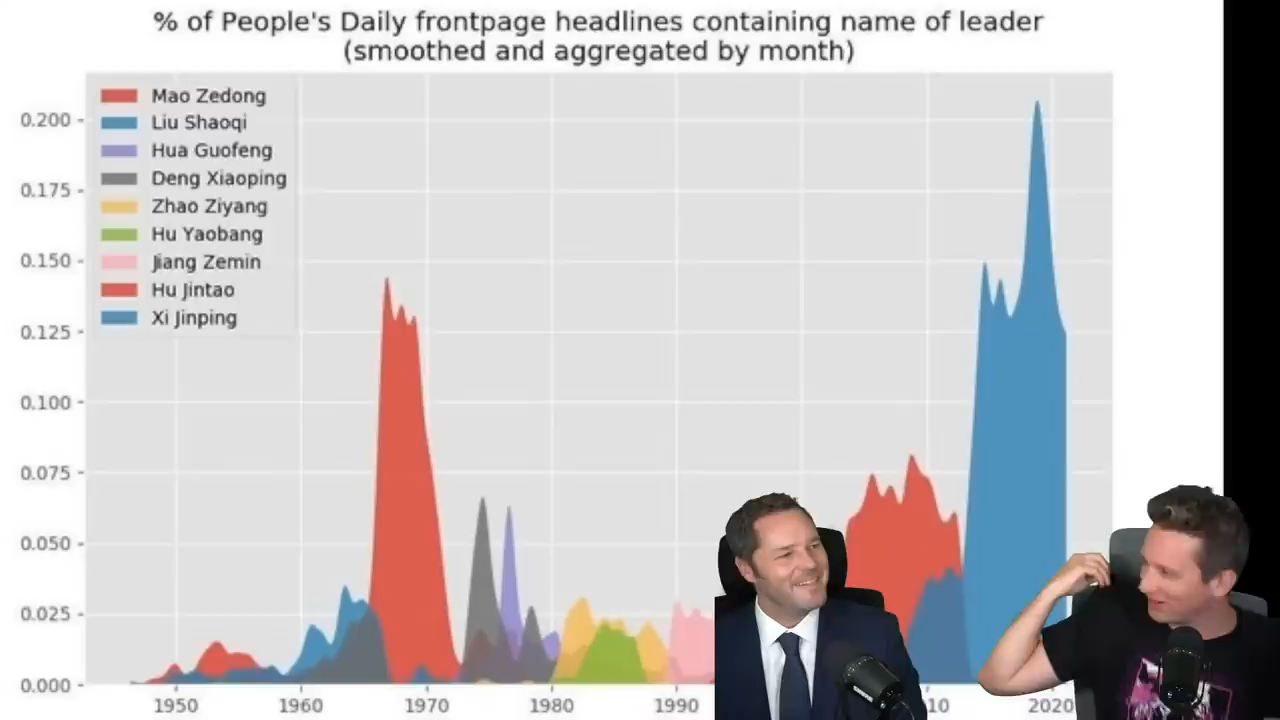 % of People's Daily frontpage headlines containing name of leader
(smoothed and aggregated by month)
Mao Zedong
Liu Shaoqi
Hua Guofeng
Deng Xiaoping
Zhao Ziyang
Hu Yaobang
Jiang Zemin
Hu Jintao
Xi Jinping
0.200
0.175
0.150
0.125
0.100
0.075
0.050
0.025
0.000
1950 1960 1970 1980 1990 10 2020